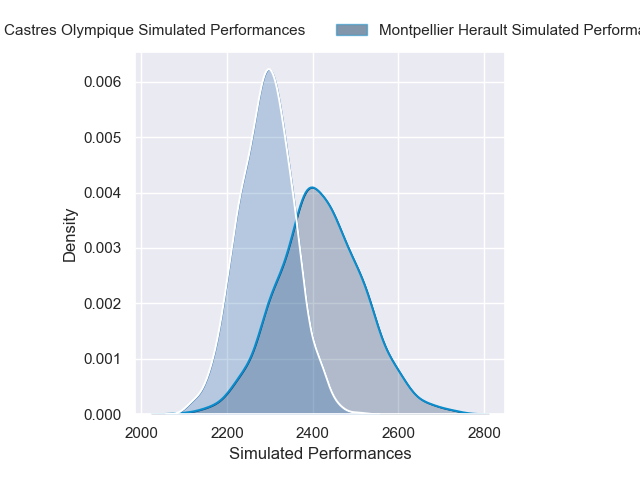 Castres Olympique Simulated Performances Montpellier Herault Simulated Performa
0.006
0.005
0.004
0.003
0.002
0.001
0.000
Density
2000 2200 2400 2600 2800
Simulated Performances